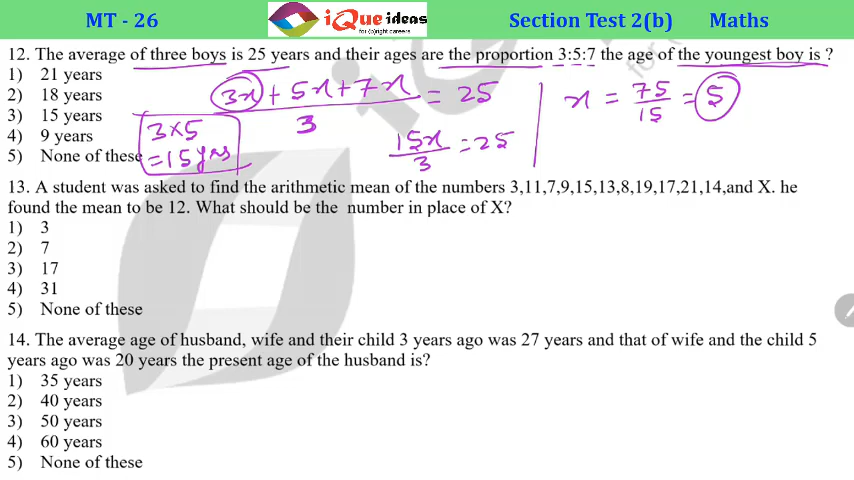 MT - 26
iQue ideas
for (b)right careers
Section Test 2(b)
Maths
12. The average of three boys is 25 years and their ages are the proportion 3:5:7 the age of the youngest boy is ?
1) 21 years
2) 18 years
3) 15 years
4) 9 years
5) None of these
3x + 5x + 7x
3
= 25
15x
3
= 25
x = 75
15
= 5
3 × 5
= 15 yrs
13. A student was asked to find the arithmetic mean of the numbers 3,11,7,9,15,13,8,19,17,21,14,and X. he
found the mean to be 12. What should be the number in place of X?
1) 3
2) 7
3) 17
4) 31
5) None of these
14. The average age of husband, wife and their child 3 years ago was 27 years and that of wife and the child 5
years ago was 20 years the present age of the husband is?
1) 35 years
2) 40 years
3) 50 years
4) 60 years
5) None of these